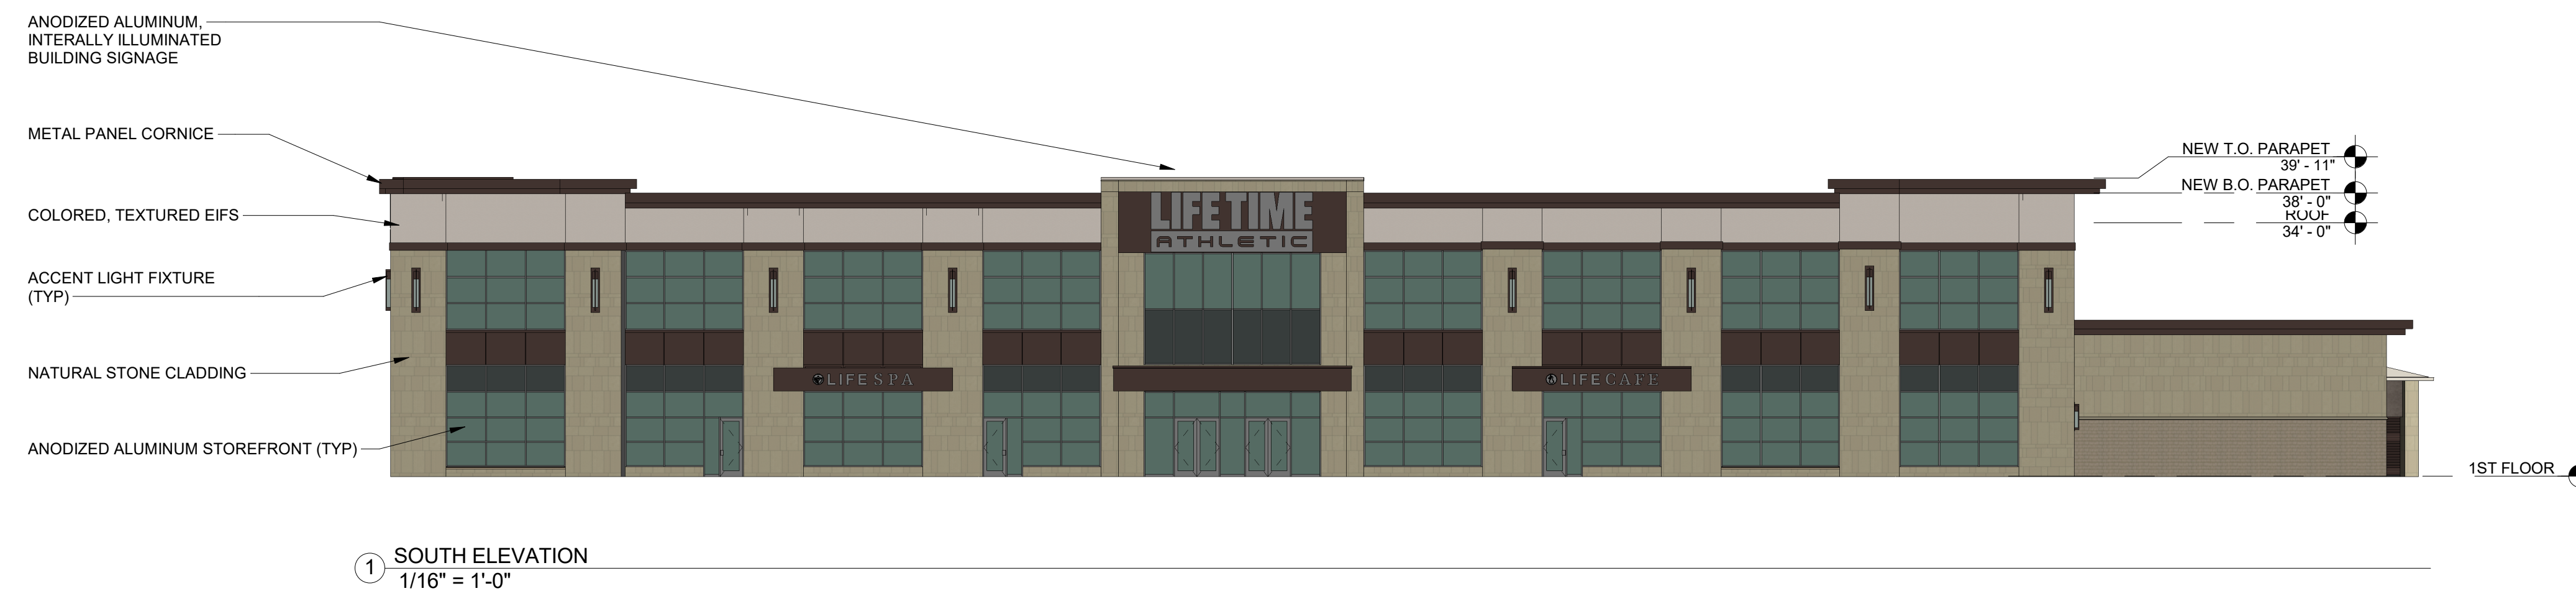 ANODIZED ALUMINUM,
INTERALLY ILLUMINATED
BUILDING SIGNAGE
METAL PANEL CORNICE
COLORED, TEXTURED EIFS
ACCENT LIGHT FIXTURE
(TYP)
NATURAL STONE CLADDING
ANODIZED ALUMINUM STOREFRONT (TYP)
LIFE TIME
ATHLETIC
LIFE SPA
LIFE CAFE
NEW T.O. PARAPET
39' - 11"
NEW B.O. PARAPET
38' - 0"
ROOF
34' - 0"
1ST FLOOR
1
SOUTH ELEVATION
1/16" = 1'-0"